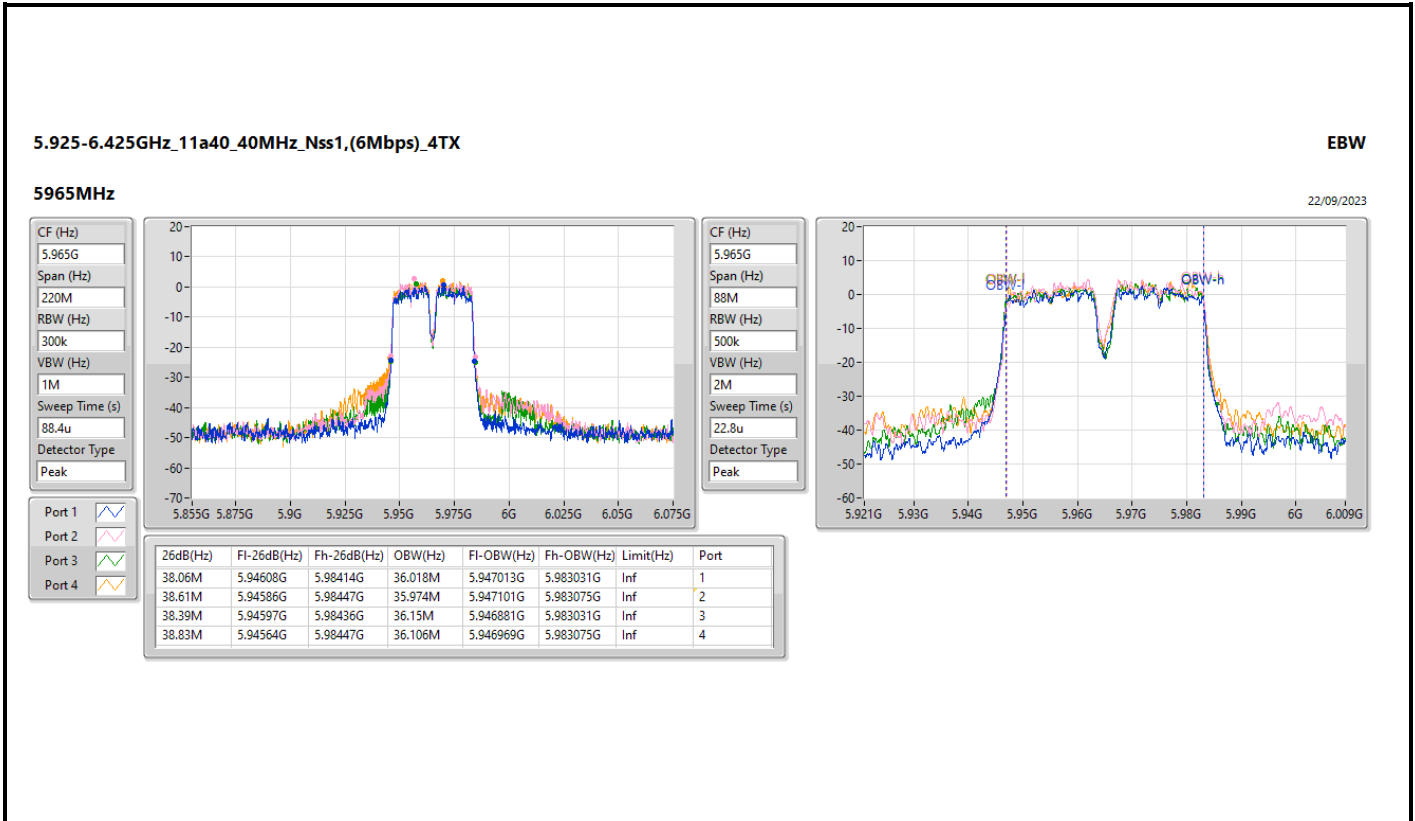 5.925-6.425GHz_11a40_40MHz_Nss1,(6Mbps)_4TX
EBW
5965MHz
22/09/2023
CF (Hz)
5.965G
Span (Hz)
220M
RBW (Hz)
300k
VBW (Hz)
1M
Sweep Time (s)
88.4u
Detector Type
Peak
20
10
0
-10
-20
-30
-40
-50
-60
-70
5.855G 5.875G 5.9G 5.925G 5.95G 5.975G 6G 6.025G 6.05G 6.075G
CF (Hz)
5.965G
Span (Hz)
88M
RBW (Hz)
500k
VBW (Hz)
2M
Sweep Time (s)
22.8u
Detector Type
Peak
20
10
0
-10
-20
-30
-40
-50
-60
OBW-l OBW-h
5.921G 5.93G 5.94G 5.95G 5.96G 5.97G 5.98G 5.99G 6G 6.009G
Port 1
Port 2
Port 3
Port 4
26dB(Hz) Fl-26dB(Hz) Fh-26dB(Hz) OBW(Hz) Fl-OBW(Hz) Fh-OBW(Hz) Limit(Hz) Port
38.06M 5.94608G 5.98414G 36.018M 5.947013G 5.983031G Inf 1
38.61M 5.94586G 5.98447G 35.974M 5.947101G 5.983075G Inf 2
38.39M 5.94597G 5.98436G 36.15M 5.946881G 5.983031G Inf 3
38.83M 5.94564G 5.98447G 36.106M 5.946969G 5.983075G Inf 4